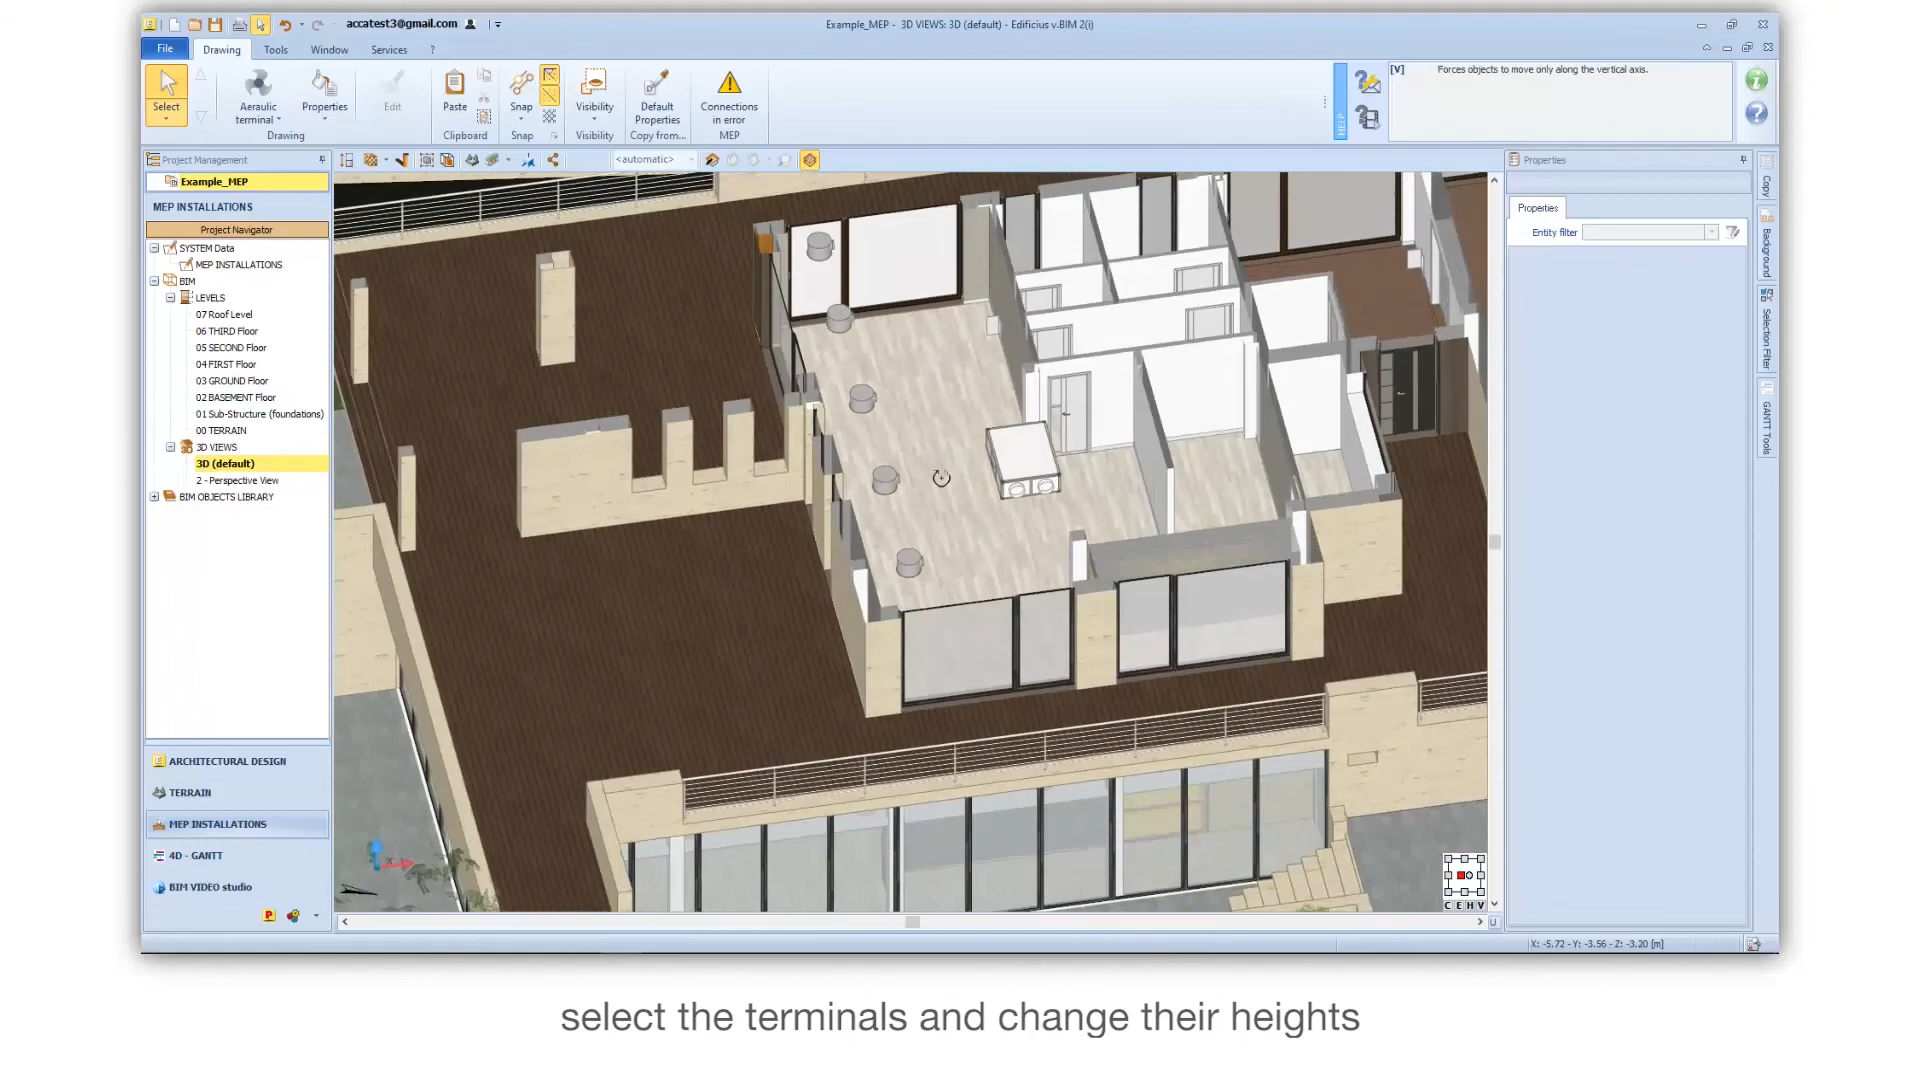 accatest3@gmail.com
Example_MEP - 3D VIEWS: 3D (default) - Edificius v.BIM 2(i)
File
Drawing
Tools
Window
Services
?
Select
Aeraulic terminal
Properties
Edit
Drawing
Paste
Clipboard
Snap
Snap
Visibility
Visibility
Default Properties
Copy from...
Connections in error
MEP
HELP
[V]
Forces objects to move only along the vertical axis.
Project Management
<automatic>
Properties
Example_MEP
MEP INSTALLATIONS
Project Navigator
SYSTEM Data
MEP INSTALLATIONS
BIM
LEVELS
07 Roof Level
06 THIRD Floor
05 SECOND Floor
04 FIRST Floor
03 GROUND Floor
02 BASEMENT Floor
01 Sub-Structure (foundations)
00 TERRAIN
3D VIEWS
3D (default)
2 - Perspective View
BIM OBJECTS LIBRARY
ARCHITECTURAL DESIGN
TERRAIN
MEP INSTALLATIONS
4D - GANTT
BIM VIDEO studio
P
Properties
Entity filter
Copy
Background
Selection Filter
GANTT Tools
X
C E H V
U
X: -5.72 - Y: -3.56 - Z: -3.20 [m]
select the terminals and change their heights